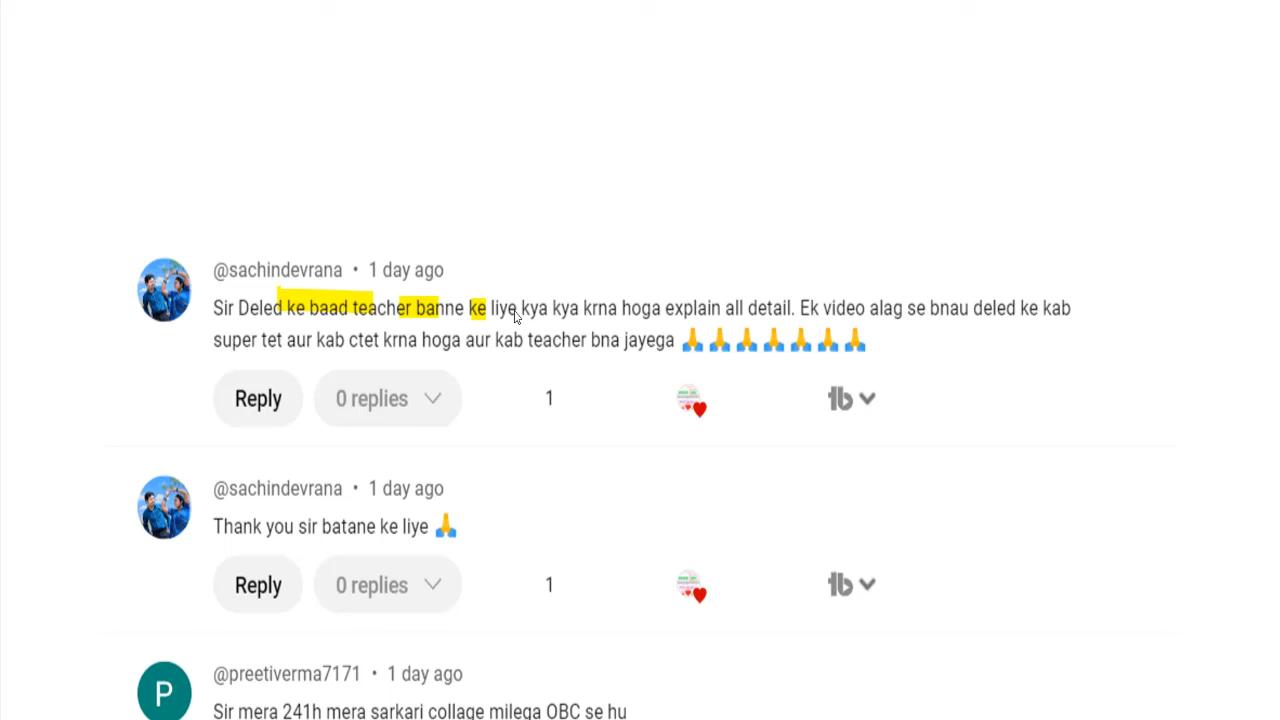 @sachindevrana • 1 day ago
Sir Deled ke baad teacher banne ke liye kya kya krna hoga explain all detail. Ek video alag se bnau deled ke kab
super tet aur kab ctet krna hoga aur kab teacher bna jayega 🙏🙏🙏🙏🙏🙏🙏
Reply 0 replies 1
@sachindevrana • 1 day ago
Thank you sir batane ke liye 🙏
Reply 0 replies 1
P @preetiverma7171 • 1 day ago
Sir mera 241h mera sarkari collage milega OBC se hu